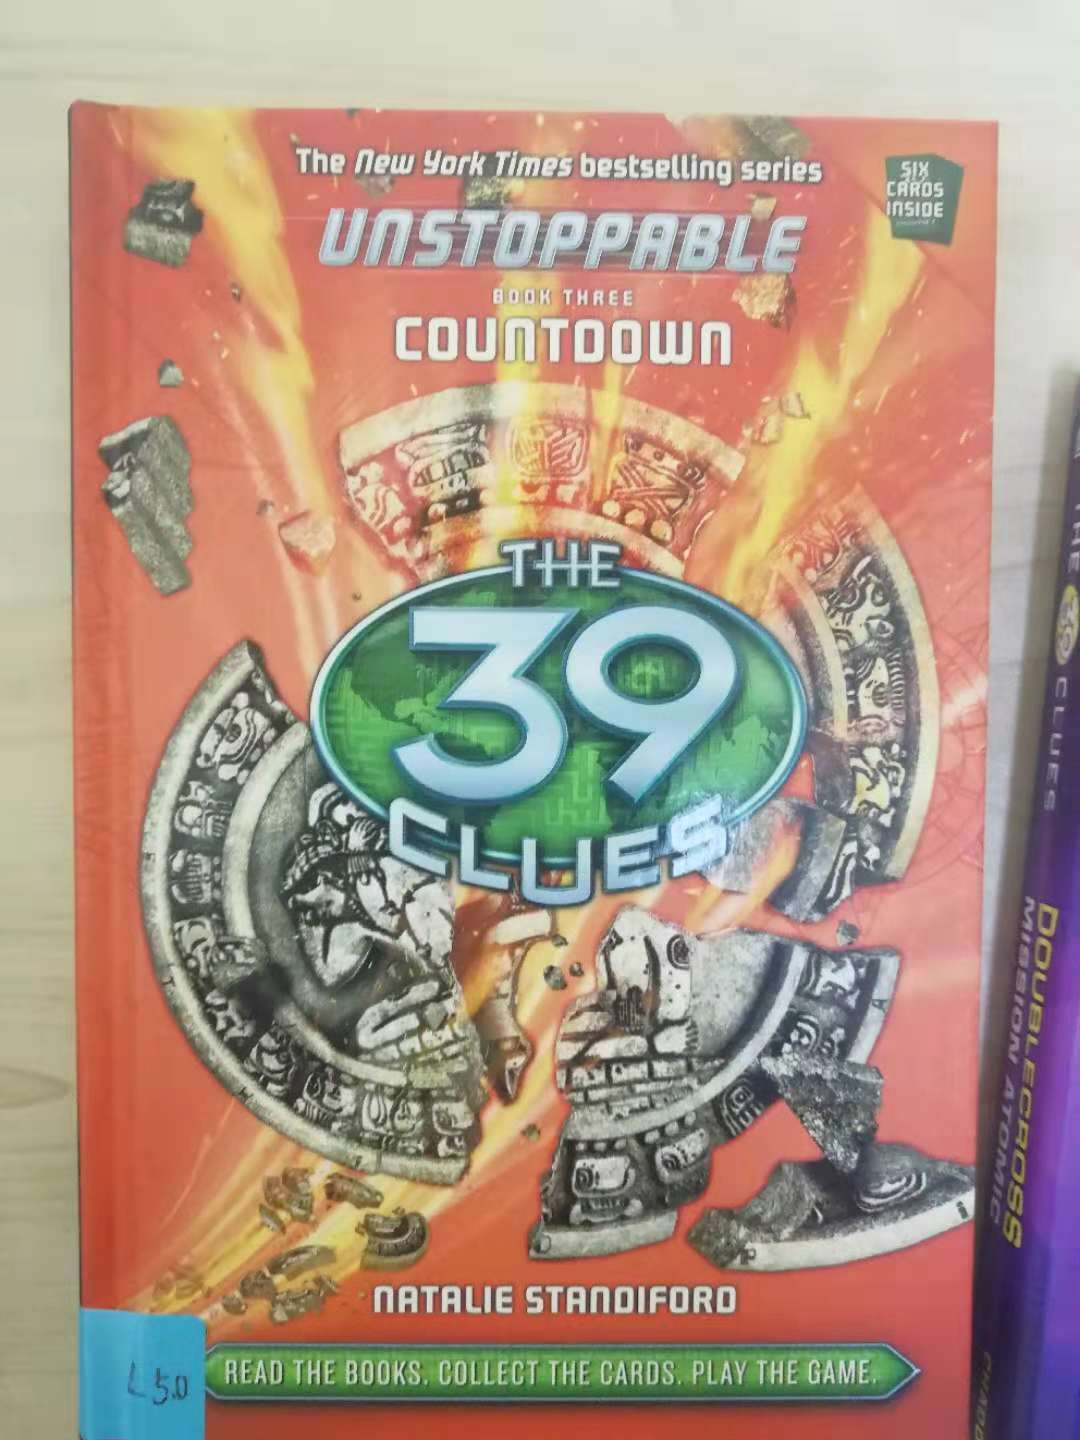 The New York Times bestselling series
SIX
CARDS
INSIDE
UNSTOPPABLE
BOOK THREE
COUNTDOWN
THE
39
CLUES
NATALIE STANDIFORD
READ THE BOOKS. COLLECT THE CARDS. PLAY THE GAME.
L 5.0
THE 39 CLUES
DOUBLECROSS
MISSION ATOMIC